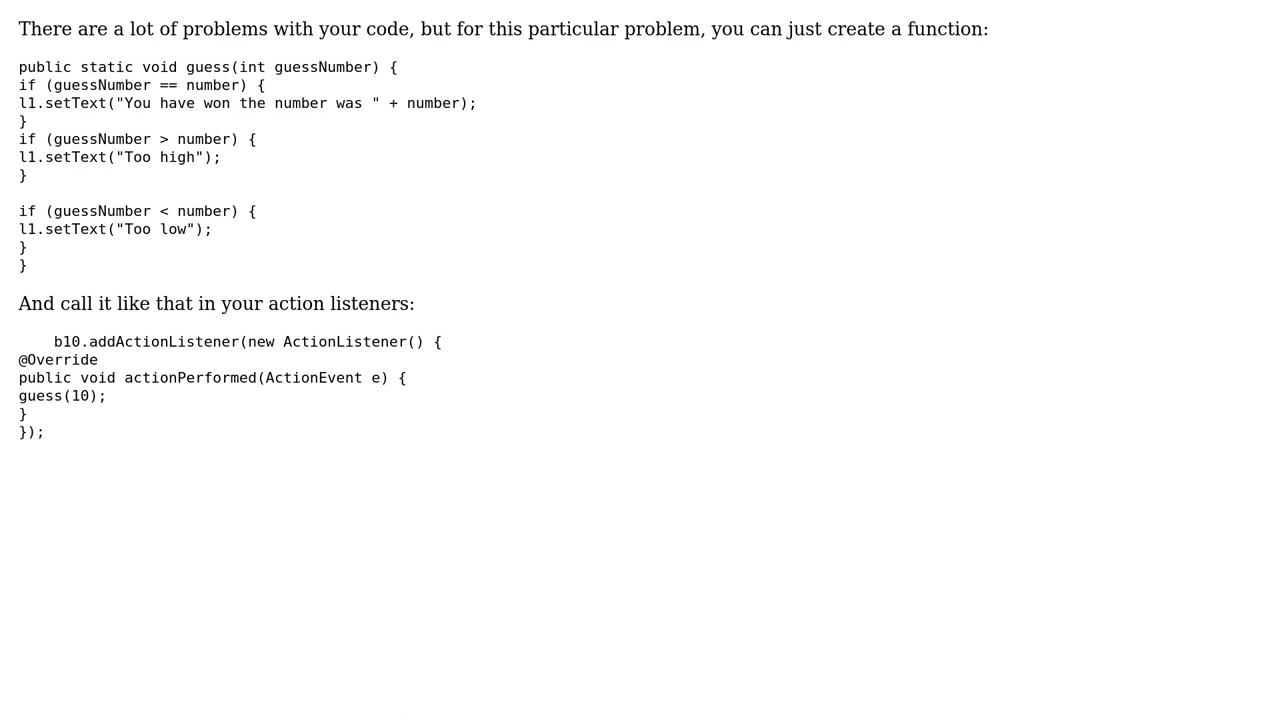 There are a lot of problems with your code, but for this particular problem, you can just create a function:
public static void guess(int guessNumber) {
if (guessNumber == number) {
l1.setText("You have won the number was " + number);
}
if (guessNumber > number) {
l1.setText("Too high");
}
if (guessNumber < number) {
l1.setText("Too low");
}
}
And call it like that in your action listeners:
b10.addActionListener(new ActionListener() {
@Override
public void actionPerformed(ActionEvent e) {
guess(10);
}
});